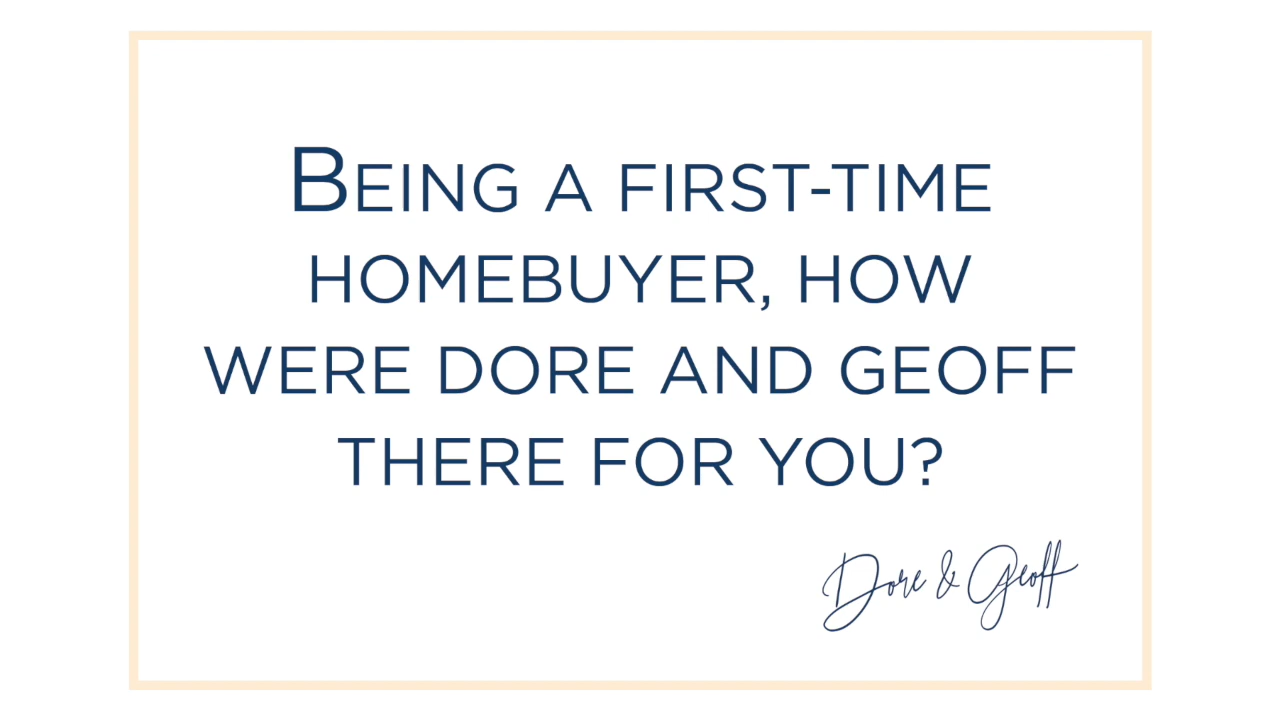 BEING A FIRST-TIME
HOMEBUYER, HOW
WERE DORE AND GEOFF
THERE FOR YOU?
Dore & Geoff